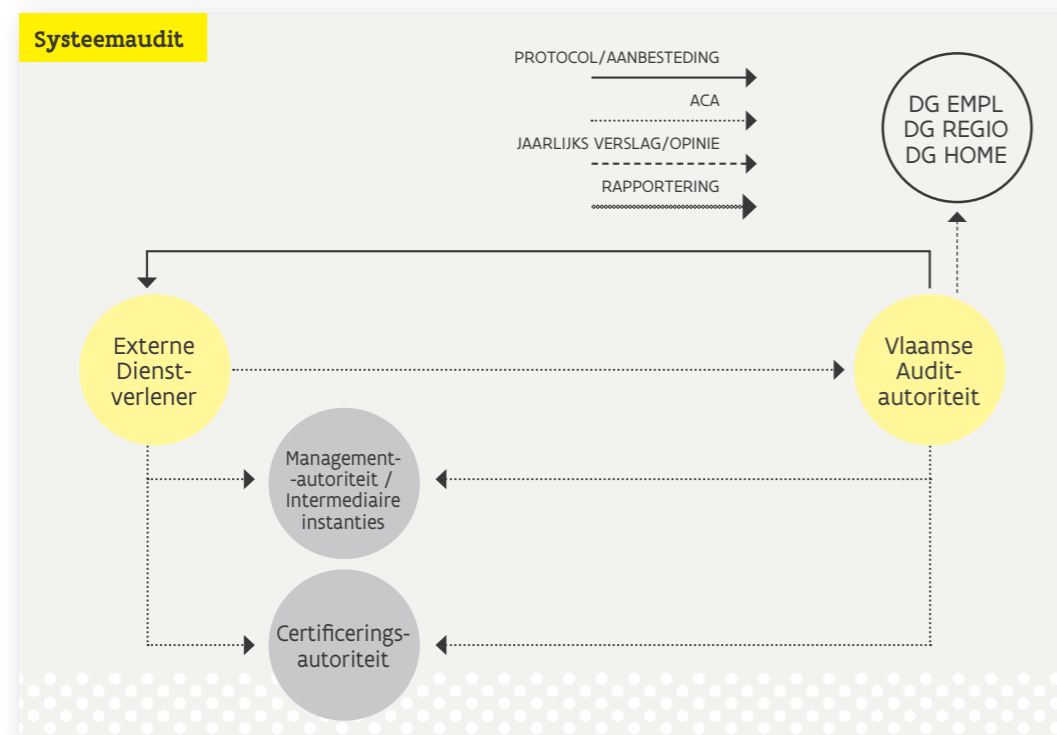 Systeemaudit
PROTOCOL/AANBESTEDING
ACA
JAARLIJKS VERSLAG/OPINIE
RAPPORTERING
DG EMPL
DG REGIO
DG HOME
Externe
Dienst-
verlener
Vlaamse
Audit-
autoriteit
Management-
-autoriteit /
Intermediaire
instanties
Certificerings-
autoriteit